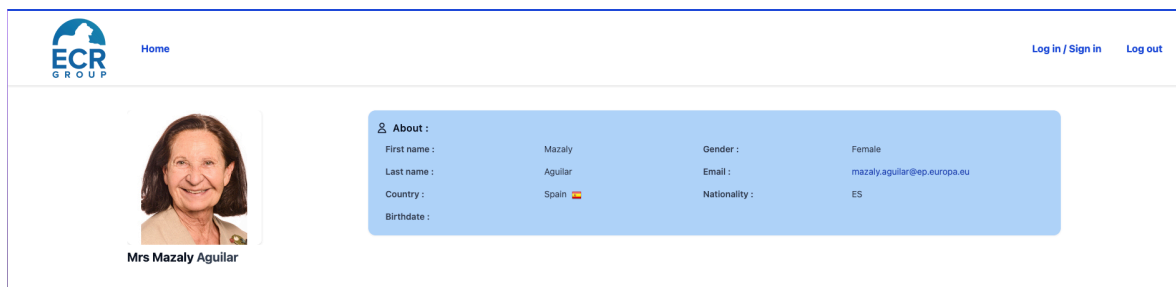 ECR
GROUP
Home
Log in / Sign in
Log out
About :
First name :
Mazaly
Gender :
Female
Last name :
Aguilar
Email :
mazaly.aguilar@ep.europa.eu
Country :
Spain
Nationality :
ES
Birthdate :
Mrs Mazaly Aguilar